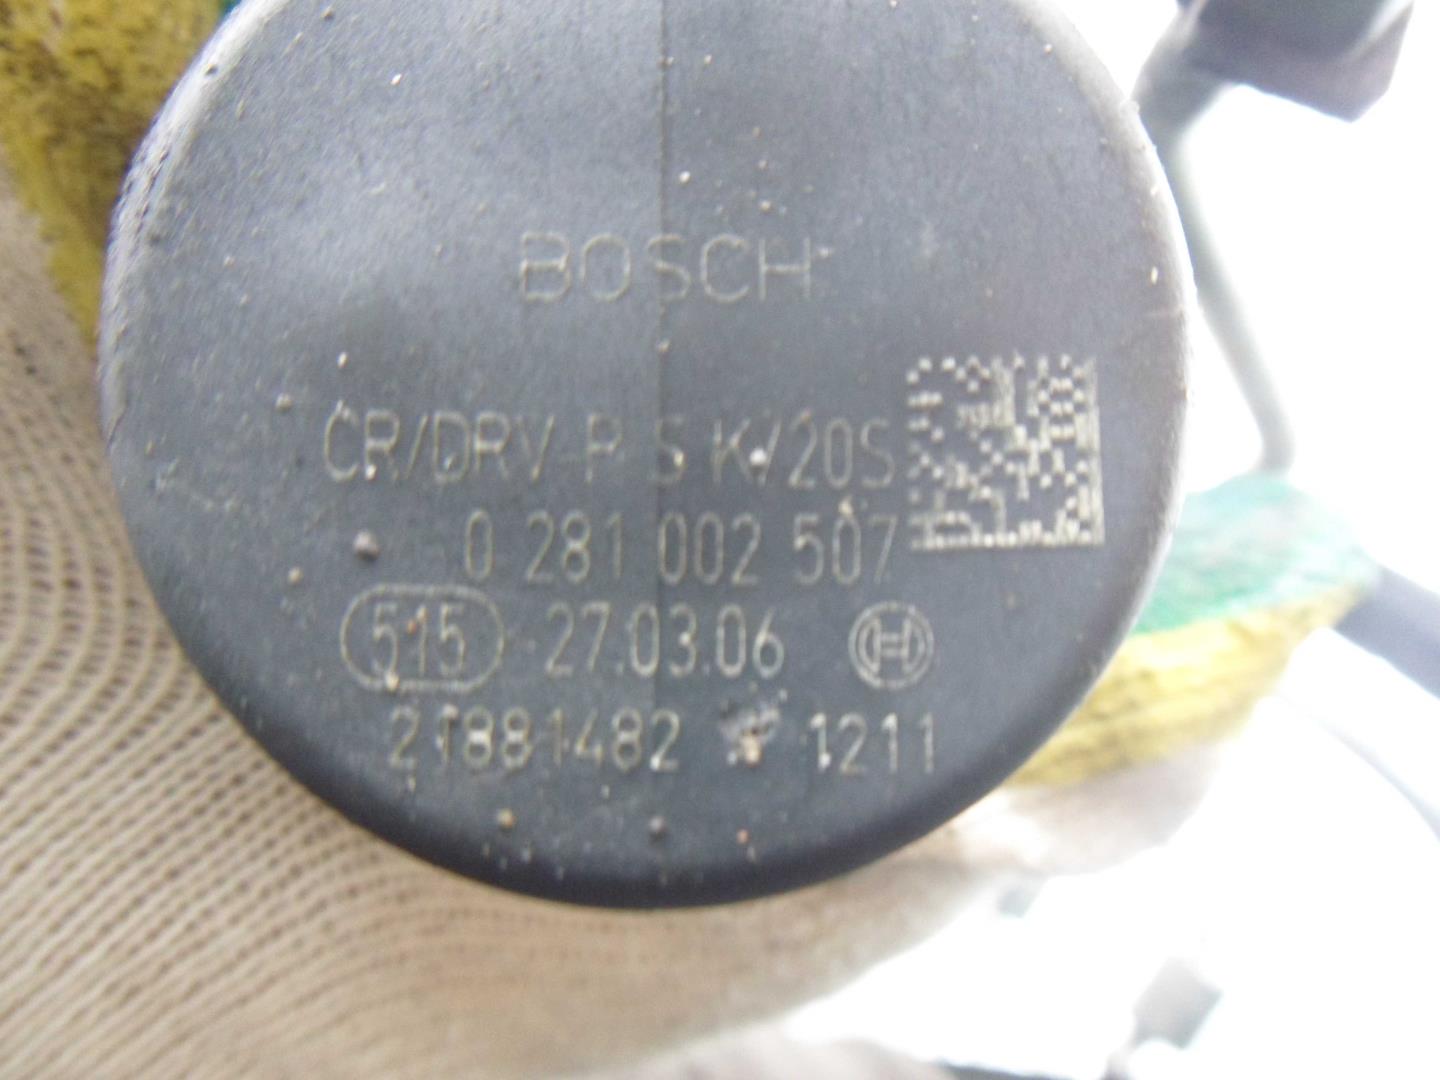 BOSCH
CR/DRV-P S K/20S
0 281 002 507
515 27.03.06
21881482 1211